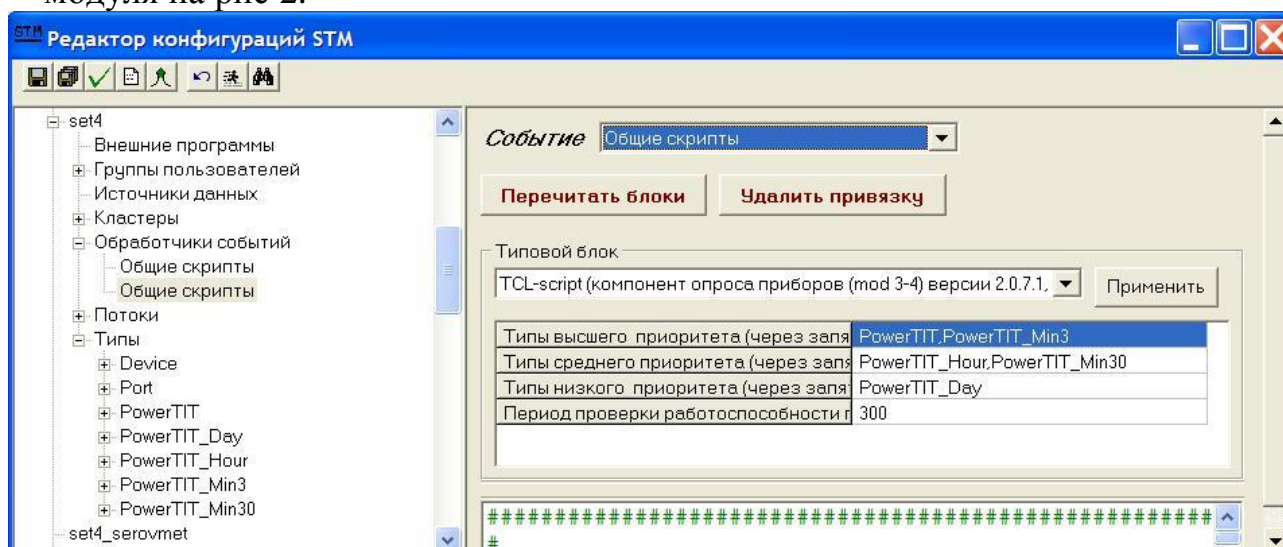 модуля на рис 2.
STM Редактор конфигураций STM
set4
Внешние программы
Группы пользователей
Источники данных
Кластеры
Обработчики событий
Общие скрипты
Общие скрипты
Потоки
Типы
Device
Port
PowerTIT
PowerTIT_Day
PowerTIT_Hour
PowerTIT_Min3
PowerTIT_Min30
set4_serovmet
Событие Общие скрипты
Перечитать блоки Удалить привязку
Типовой блок
TCL-script (компонент опроса приборов (mod 3-4) версии 2.0.7.1, Применить
Типы высшего приоритета (через запя PowerTIT,PowerTIT_Min3
Типы среднего приоритета (через запя PowerTIT_Hour,PowerTIT_Min30
Типы низкого приоритета (через запят PowerTIT_Day
Период проверки работоспособности п 300
######################################################
#